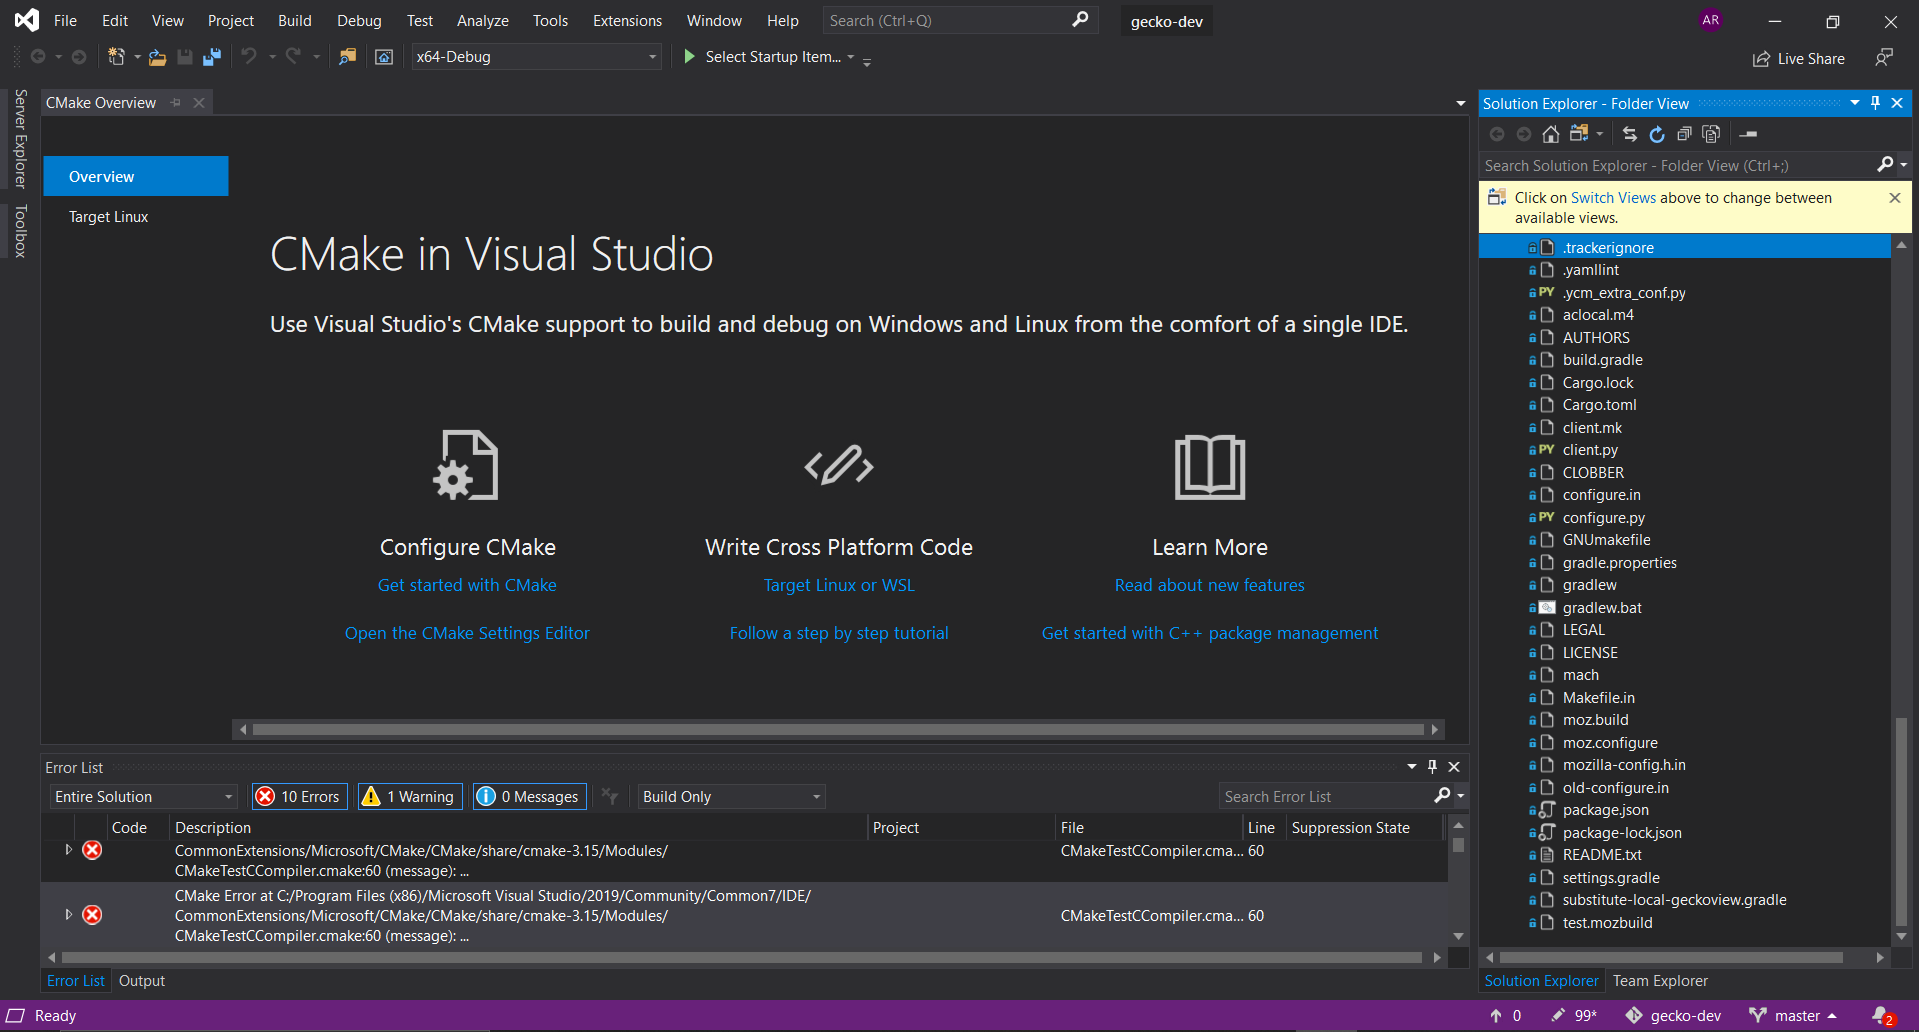 File Edit View Project Build Debug Test Analyze Tools Extensions Window Help Search (Ctrl+Q) gecko-dev AR
x64-Debug Select Startup Item... Live Share
Server Explorer
Toolbox
CMake Overview
Overview
Target Linux
CMake in Visual Studio
Use Visual Studio's CMake support to build and debug on Windows and Linux from the comfort of a single IDE.
Configure CMake
Get started with CMake
Open the CMake Settings Editor
Write Cross Platform Code
Target Linux or WSL
Follow a step by step tutorial
Learn More
Read about new features
Get started with C++ package management
Error List
Entire Solution 10 Errors 1 Warning 0 Messages Build Only Search Error List
Code Description Project File Line Suppression State
CommonExtensions/Microsoft/CMake/CMake/share/cmake-3.15/Modules/ CMakeTestCCompiler.cma... 60
CMakeTestCCompiler.cmake:60 (message): ...
CMake Error at C:/Program Files (x86)/Microsoft Visual Studio/2019/Community/Common7/IDE/
CommonExtensions/Microsoft/CMake/CMake/share/cmake-3.15/Modules/ CMakeTestCCompiler.cma... 60
CMakeTestCCompiler.cmake:60 (message): ...
Error List Output
Solution Explorer - Folder View
Search Solution Explorer - Folder View (Ctrl+;)
Click on Switch Views above to change between
available views.
.trackerignore
.yamllint
PY .ycm_extra_conf.py
aclocal.m4
AUTHORS
build.gradle
Cargo.lock
Cargo.toml
client.mk
PY client.py
CLOBBER
configure.in
PY configure.py
GNUmakefile
gradle.properties
gradlew
gradlew.bat
LEGAL
LICENSE
mach
Makefile.in
moz.build
moz.configure
mozilla-config.h.in
old-configure.in
package.json
package-lock.json
README.txt
settings.gradle
substitute-local-geckoview.gradle
test.mozbuild
Solution Explorer Team Explorer
Ready 0 99* gecko-dev master 2